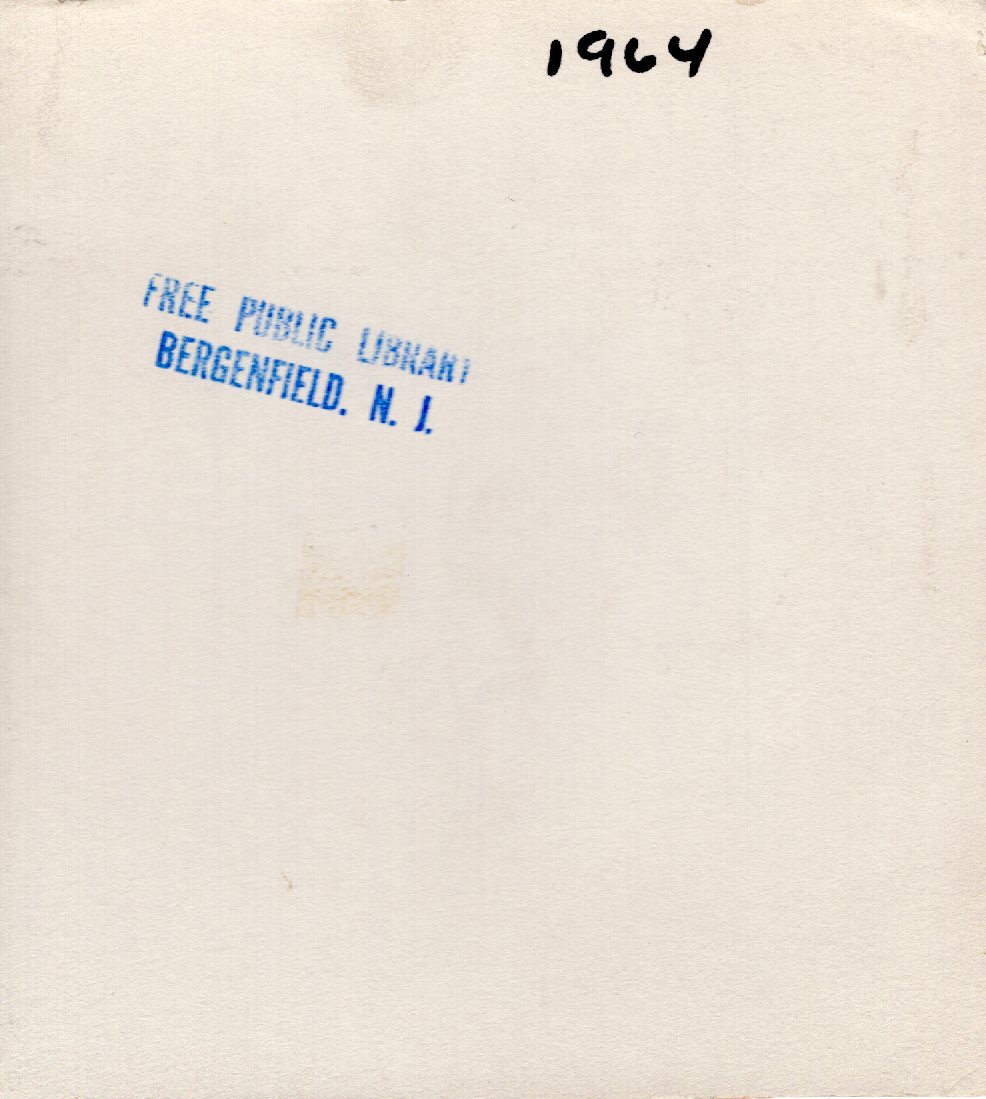 1964
FREE PUBLIC LIBRARY
BERGENFIELD, N. J.